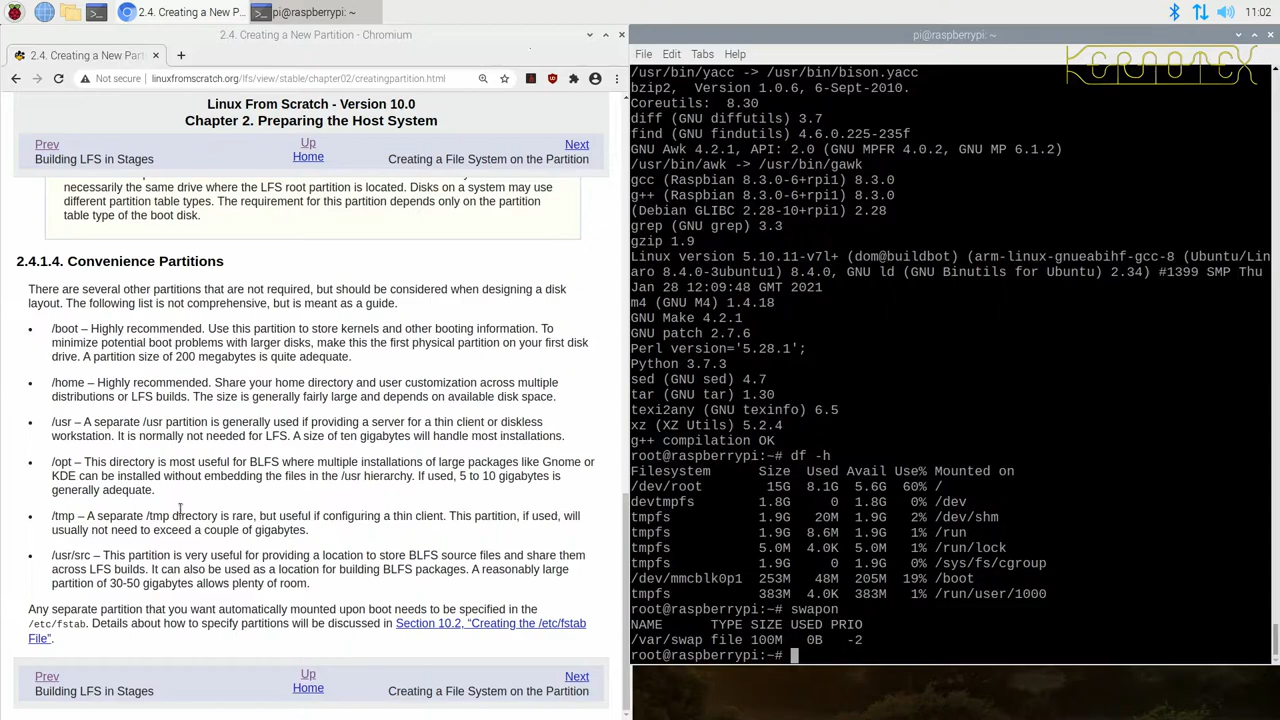 2.4. Creating a New P...
pi@raspberrypi: ~
11:02
2.4. Creating a New Partition - Chromium
pi@raspberrypi: ~
2.4. Creating a New Part
File Edit Tabs Help
Not secure | linuxfromscratch.org/lfs/view/stable/chapter02/creatingpartition.html
Linux From Scratch - Version 10.0
Chapter 2. Preparing the Host System
Prev Up Next
Building LFS in Stages Home Creating a File System on the Partition
necessarily the same drive where the LFS root partition is located. Disks on a system may use
different partition table types. The requirement for this partition depends only on the partition
table type of the boot disk.
2.4.1.4. Convenience Partitions
There are several other partitions that are not required, but should be considered when designing a disk
layout. The following list is not comprehensive, but is meant as a guide.
• /boot – Highly recommended. Use this partition to store kernels and other booting information. To
minimize potential boot problems with larger disks, make this the first physical partition on your first disk
drive. A partition size of 200 megabytes is quite adequate.
• /home – Highly recommended. Share your home directory and user customization across multiple
distributions or LFS builds. The size is generally fairly large and depends on available disk space.
• /usr – A separate /usr partition is generally used if providing a server for a thin client or diskless
workstation. It is normally not needed for LFS. A size of ten gigabytes will handle most installations.
• /opt – This directory is most useful for BLFS where multiple installations of large packages like Gnome or
KDE can be installed without embedding the files in the /usr hierarchy. If used, 5 to 10 gigabytes is
generally adequate.
• /tmp – A separate /tmp directory is rare, but useful if configuring a thin client. This partition, if used, will
usually not need to exceed a couple of gigabytes.
• /usr/src – This partition is very useful for providing a location to store BLFS source files and share them
across LFS builds. It can also be used as a location for building BLFS packages. A reasonably large
partition of 30-50 gigabytes allows plenty of room.
Any separate partition that you want automatically mounted upon boot needs to be specified in the
/etc/fstab. Details about how to specify partitions will be discussed in Section 10.2, “Creating the /etc/fstab
File”.
Prev Up Next
Building LFS in Stages Home Creating a File System on the Partition
/usr/bin/yacc -> /usr/bin/bison.yacc
bzip2,  Version 1.0.6, 6-Sept-2010.
Coreutils:  8.30
diff (GNU diffutils) 3.7
find (GNU findutils) 4.6.0.225-235f
GNU Awk 4.2.1, API: 2.0 (GNU MPFR 4.0.2, GNU MP 6.1.2)
/usr/bin/awk -> /usr/bin/gawk
gcc (Raspbian 8.3.0-6+rpi1) 8.3.0
g++ (Raspbian 8.3.0-6+rpi1) 8.3.0
(Debian GLIBC 2.28-10+rpi1) 2.28
grep (GNU grep) 3.3
gzip 1.9
Linux version 5.10.11-v7l+ (dom@buildbot) (arm-linux-gnueabihf-gcc-8 (Ubuntu/Lin
aro 8.4.0-3ubuntu1) 8.4.0, GNU ld (GNU Binutils for Ubuntu) 2.34) #1399 SMP Thu
Jan 28 12:09:48 GMT 2021
m4 (GNU M4) 1.4.18
GNU Make 4.2.1
GNU patch 2.7.6
Perl version='5.28.1';
Python 3.7.3
sed (GNU sed) 4.7
tar (GNU tar) 1.30
texi2any (GNU texinfo) 6.5
xz (XZ Utils) 5.2.4
g++ compilation OK
root@raspberrypi:~# df -h
Filesystem      Size  Used Avail Use% Mounted on
/dev/root        15G  8.1G  5.6G  60% /
devtmpfs        1.8G     0  1.8G   0% /dev
tmpfs           1.9G   20M  1.9G   2% /dev/shm
tmpfs           1.9G  8.6M  1.9G   1% /run
tmpfs           5.0M  4.0K  5.0M   1% /run/lock
tmpfs           1.9G     0  1.9G   0% /sys/fs/cgroup
/dev/mmcblk0p1  253M   48M  205M  19% /boot
tmpfs           383M  4.0K  383M   1% /run/user/1000
root@raspberrypi:~# swapon
NAME      TYPE SIZE USED PRIO
/var/swap file 100M   0B   -2
root@raspberrypi:~#